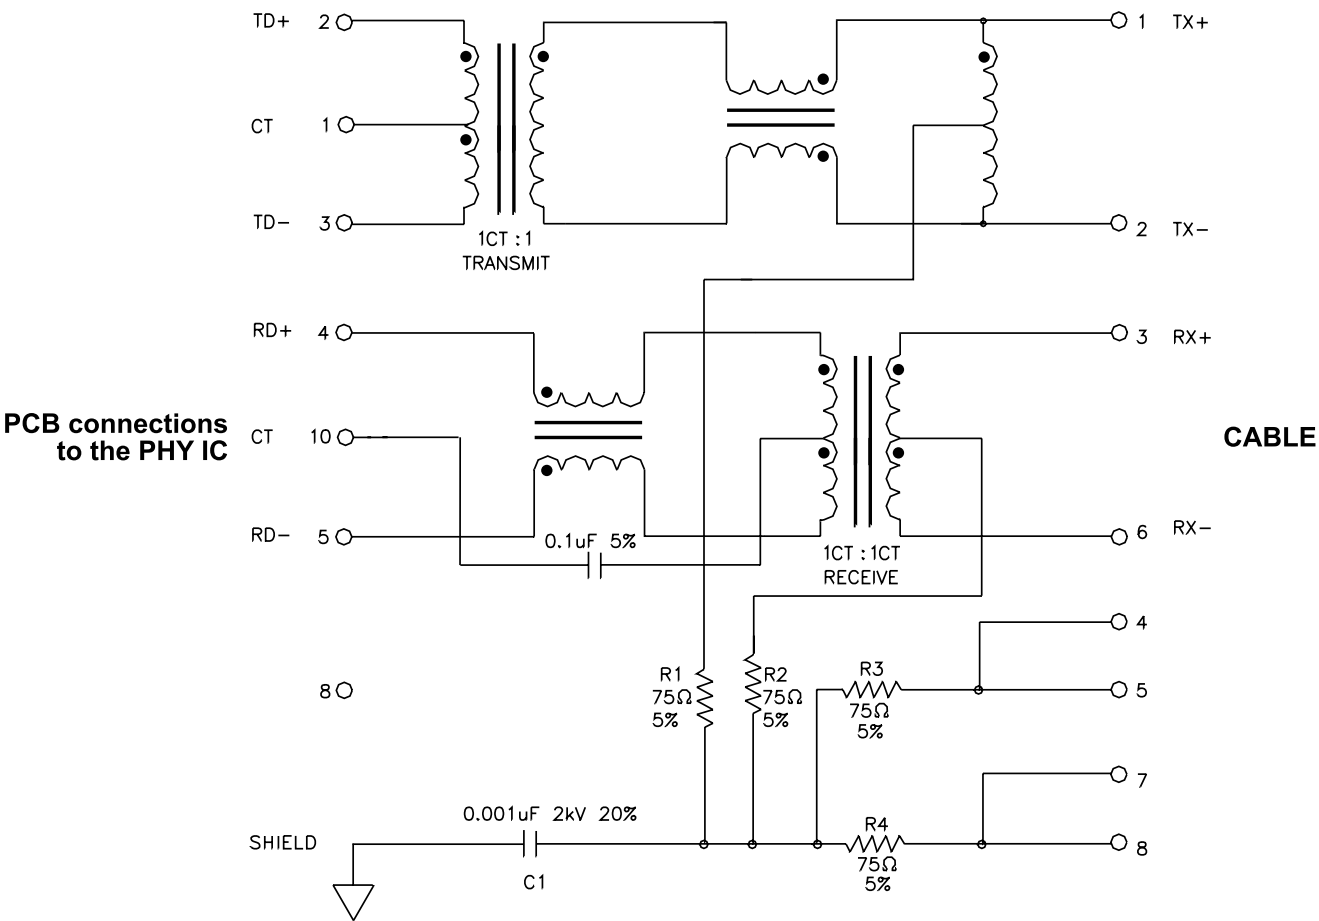 TD+ 2
1 TX+
CT 1
TD- 3
2 TX-
1CT : 1
TRANSMIT
RD+ 4
3 RX+
PCB connections
to the PHY IC
CT 10
CABLE
RD- 5
0.1uF 5%
6 RX-
1CT : 1CT
RECEIVE
4
8
R1
75Ω
5%
R2
75Ω
5%
R3
75Ω
5%
5
7
SHIELD
0.001uF 2kV 20%
C1
R4
75Ω
5%
8